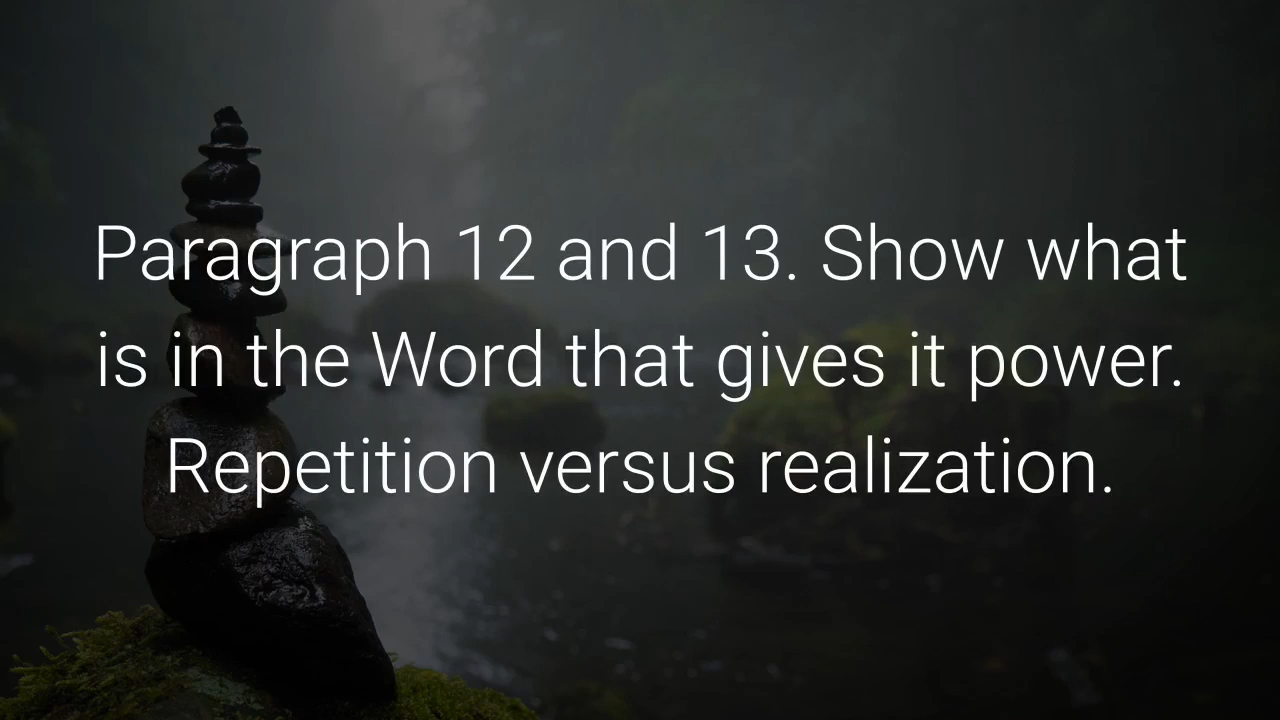 Paragraph 12 and 13. Show what
is in the Word that gives it power.
Repetition versus realization.